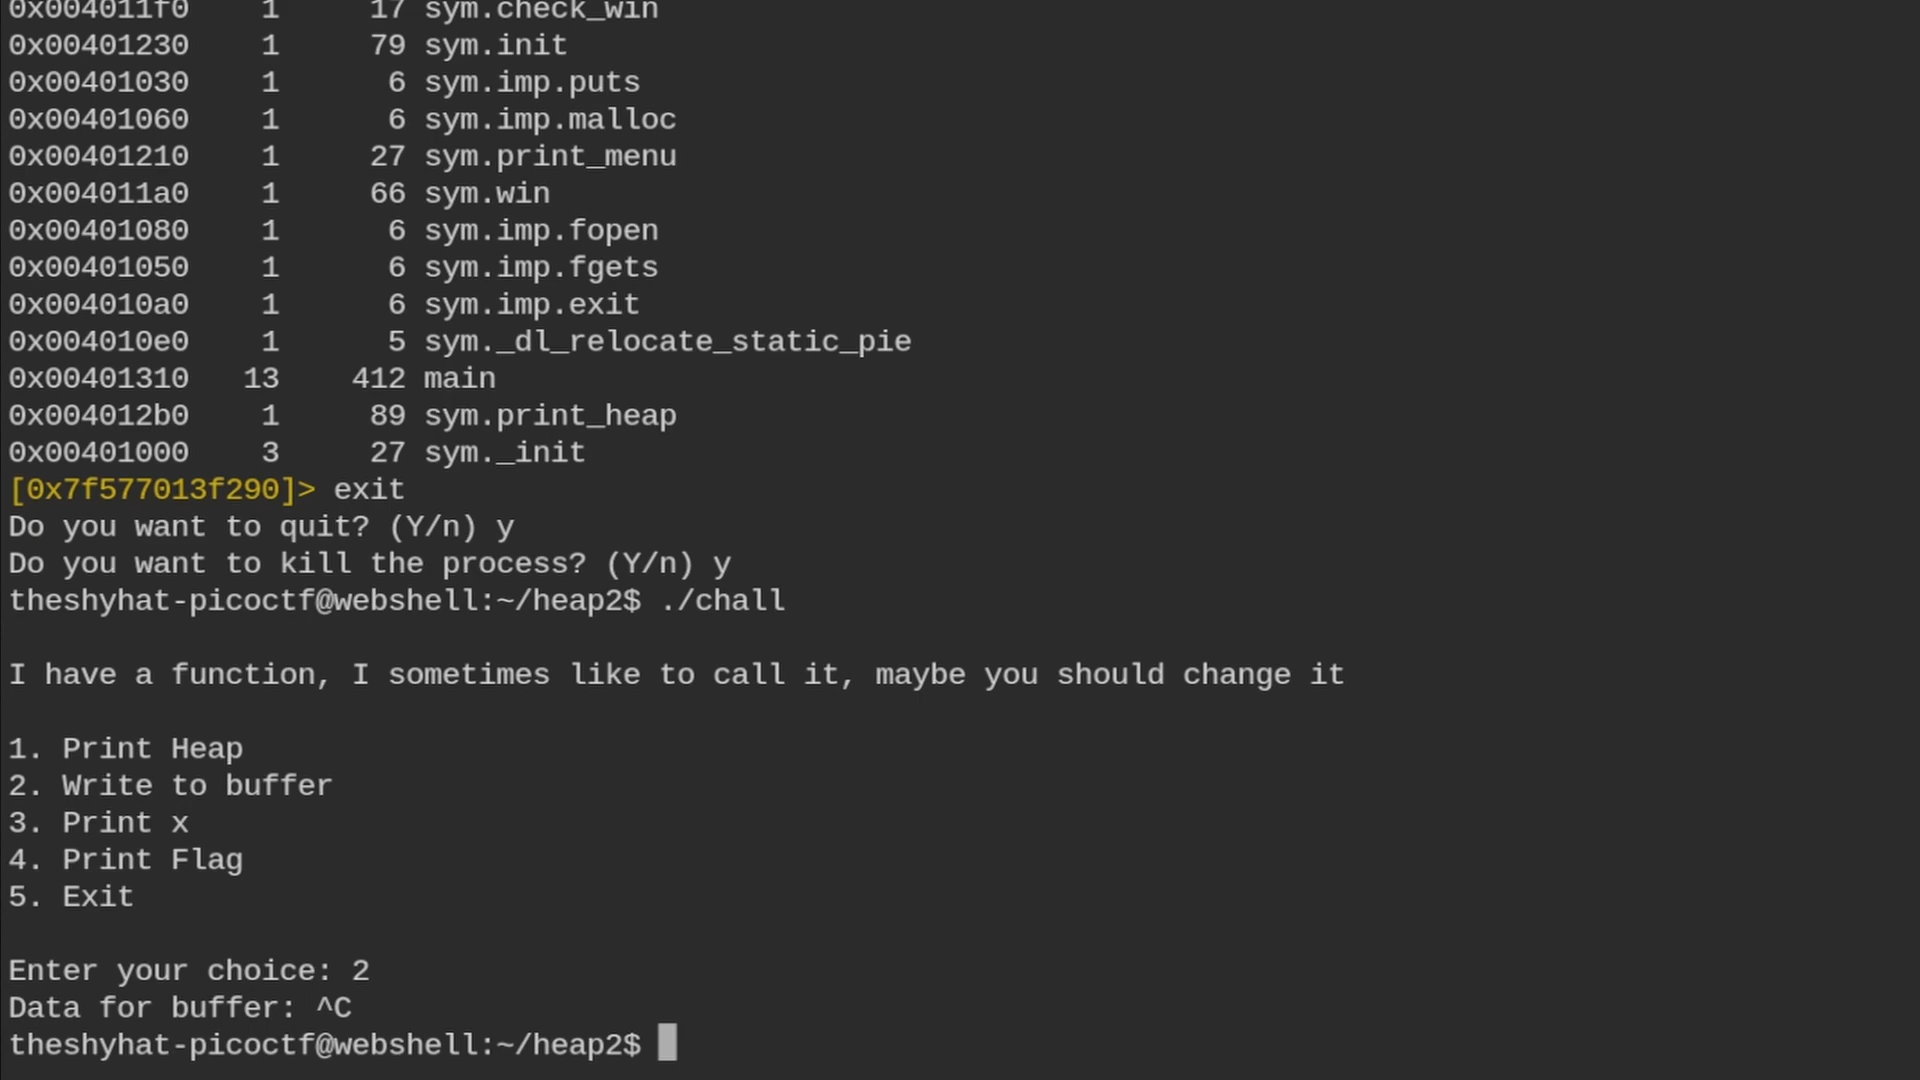 0x004011f0    1     17 sym.check_win
0x00401230    1     79 sym.init
0x00401030    1      6 sym.imp.puts
0x00401060    1      6 sym.imp.malloc
0x00401210    1     27 sym.print_menu
0x004011a0    1     66 sym.win
0x00401080    1      6 sym.imp.fopen
0x00401050    1      6 sym.imp.fgets
0x004010a0    1      6 sym.imp.exit
0x004010e0    1      5 sym._dl_relocate_static_pie
0x00401310   13    412 main
0x004012b0    1     89 sym.print_heap
0x00401000    3     27 sym._init
[0x7f577013f290]> exit
Do you want to quit? (Y/n) y
Do you want to kill the process? (Y/n) y
theshyhat-picoctf@webshell:~/heap2$ ./chall
I have a function, I sometimes like to call it, maybe you should change it
1. Print Heap
2. Write to buffer
3. Print x
4. Print Flag
5. Exit
Enter your choice: 2
Data for buffer: ^C
theshyhat-picoctf@webshell:~/heap2$